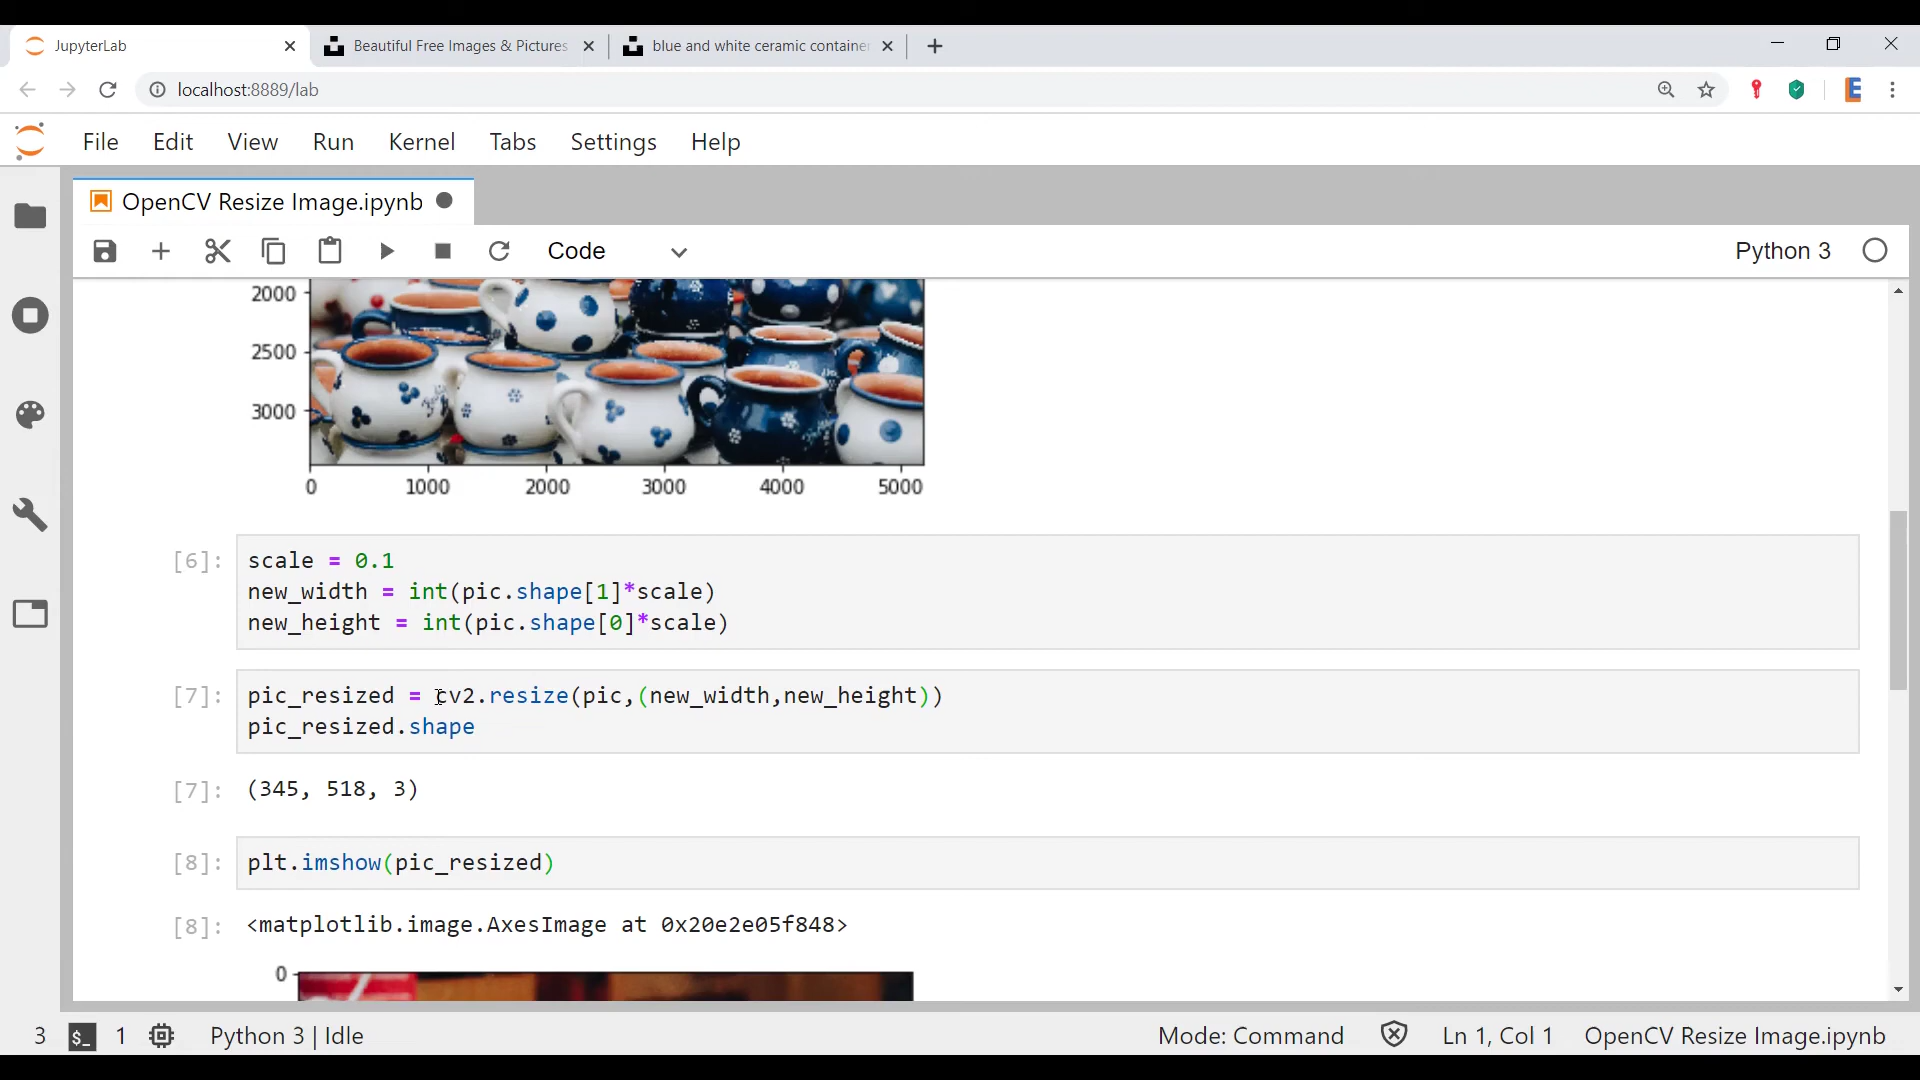 JupyterLab
Beautiful Free Images & Pictures
blue and white ceramic container
localhost:8889/lab
File Edit View Run Kernel Tabs Settings Help
OpenCV Resize Image.ipynb
Code
Python 3
2000
2500
3000
0 1000 2000 3000 4000 5000
[6]: scale = 0.1
new_width = int(pic.shape[1]*scale)
new_height = int(pic.shape[0]*scale)
[7]: pic_resized = cv2.resize(pic,(new_width,new_height))
pic_resized.shape
[7]: (345, 518, 3)
[8]: plt.imshow(pic_resized)
[8]: <matplotlib.image.AxesImage at 0x20e2e05f848>
0
3 $_ 1 Python 3 | Idle Mode: Command Ln 1, Col 1 OpenCV Resize Image.ipynb